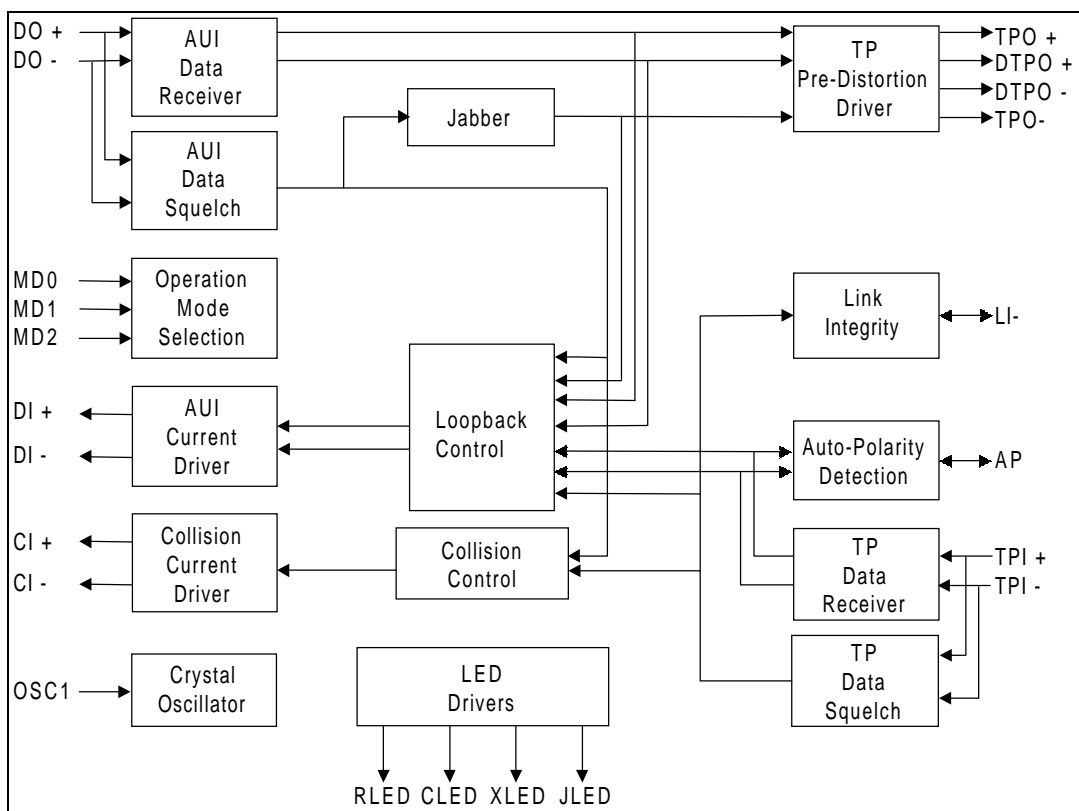 DO +
DO -
AUI
Data
Receiver
TP
Pre-Distortion
Driver
TPO +
DTPO +
DTPO -
TPO-
Jabber
AUI
Data
Squelch
MD0
MD1
MD2
Operation
Mode
Selection
Link
Integrity
LI-
DI +
DI -
AUI
Current
Driver
Loopback
Control
Auto-Polarity
Detection
AP
CI +
CI -
Collision
Current
Driver
Collision
Control
TP
Data
Receiver
TPI +
TPI -
OSC1
Crystal
Oscillator
LED
Drivers
TP
Data
Squelch
RLED CLED XLED JLED